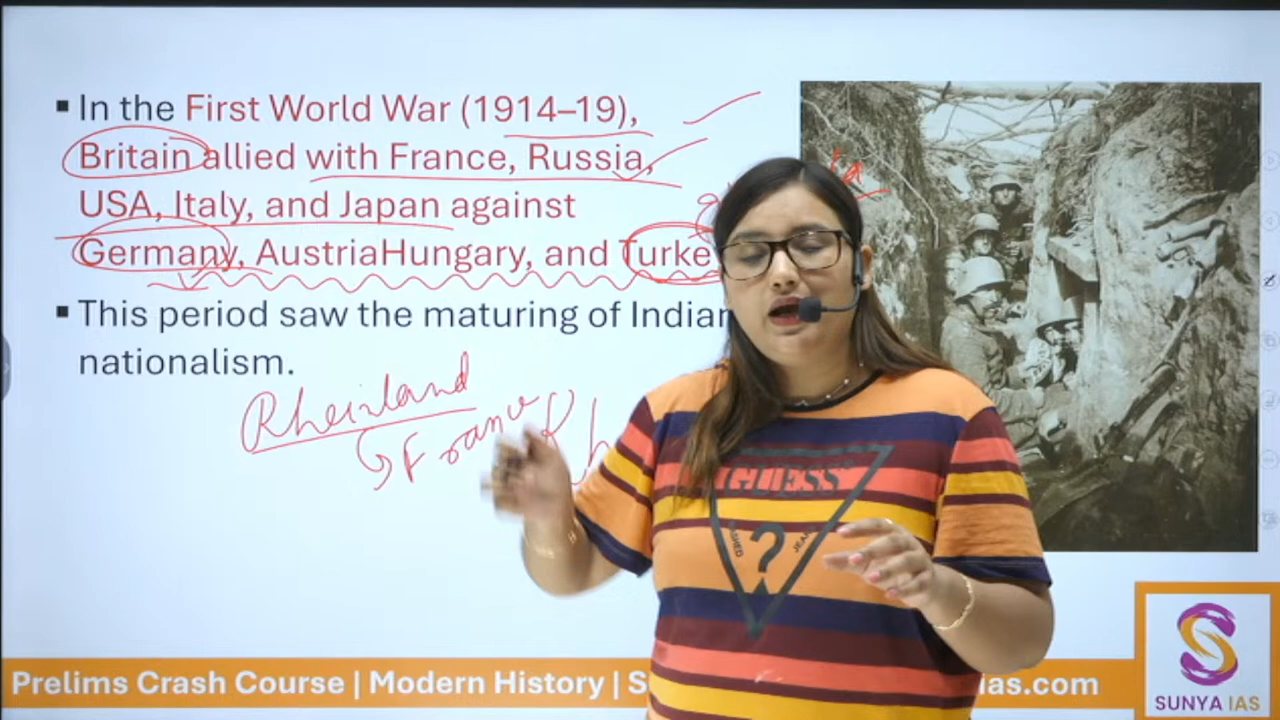 ▪ In the First World War (1914–19),
Britain allied with France, Russia,
USA, Italy, and Japan against
Germany, AustriaHungary, and Turke
▪ This period saw the maturing of Indian
nationalism.
Rheinland
France
GUESS
?
Prelims Crash Course | Modern History | S
ias.com
SUNYA IAS